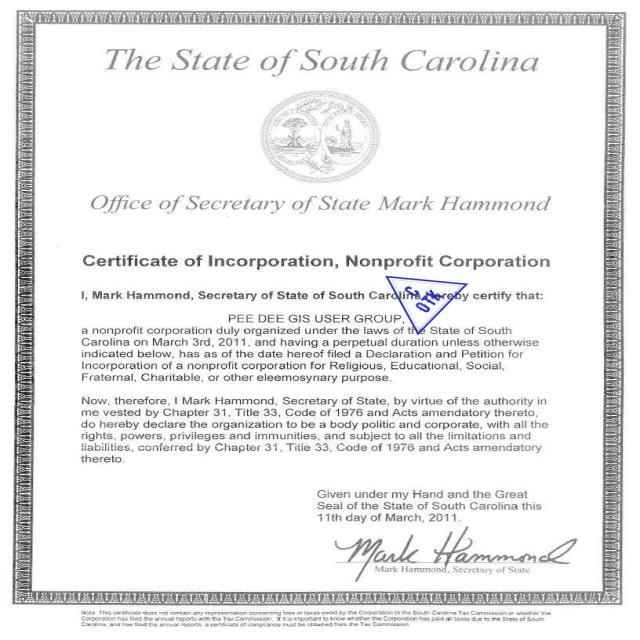 The State of South Carolina
Office of Secretary of State Mark Hammond
Certificate of Incorporation, Nonprofit Corporation
I, Mark Hammond, Secretary of State of South Carolina Hereby certify that:
PEE DEE GIS USER GROUP,
a nonprofit corporation duly organized under the laws of the State of South
Carolina on March 3rd, 2011, and having a perpetual duration unless otherwise
indicated below, has as of the date hereof filed a Declaration and Petition for
Incorporation of a nonprofit corporation for Religious, Educational, Social,
Fraternal, Charitable, or other eleemosynary purpose.
Now, therefore, I Mark Hammond, Secretary of State, by virtue of the authority in
me vested by Chapter 31, Title 33, Code of 1976 and Acts amendatory thereto,
do hereby declare the organization to be a body politic and corporate, with all the
rights, powers, privileges and immunities, and subject to all the limitations and
liabilities, conferred by Chapter 31, Title 33, Code of 1976 and Acts amendatory
thereto.
Given under my Hand and the Great
Seal of the State of South Carolina this
11th day of March, 2011.
Mark Hammond
Mark Hammond, Secretary of State
Note: This certificate does not contain any representation concerning fees or taxes owed by the Corporation to the South Carolina Tax Commission or whether the
Corporation has filed the annual reports with the Tax Commission. If it is important to know whether the Corporation has paid all taxes due to the State of South
Carolina, and has filed the annual reports, a certificate of compliance must be obtained from the Tax Commission.